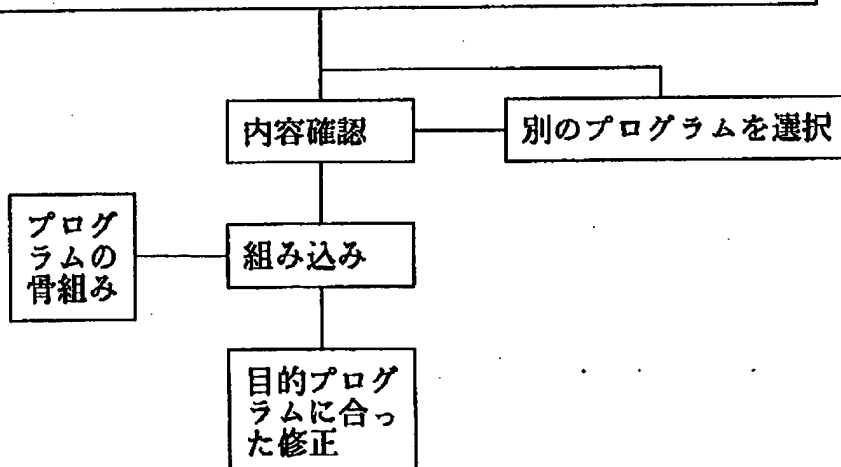 内容確認
別のプログラムを選択
プログ
ラムの
骨組み
組み込み
目的プログ
ラムに合っ
た修正